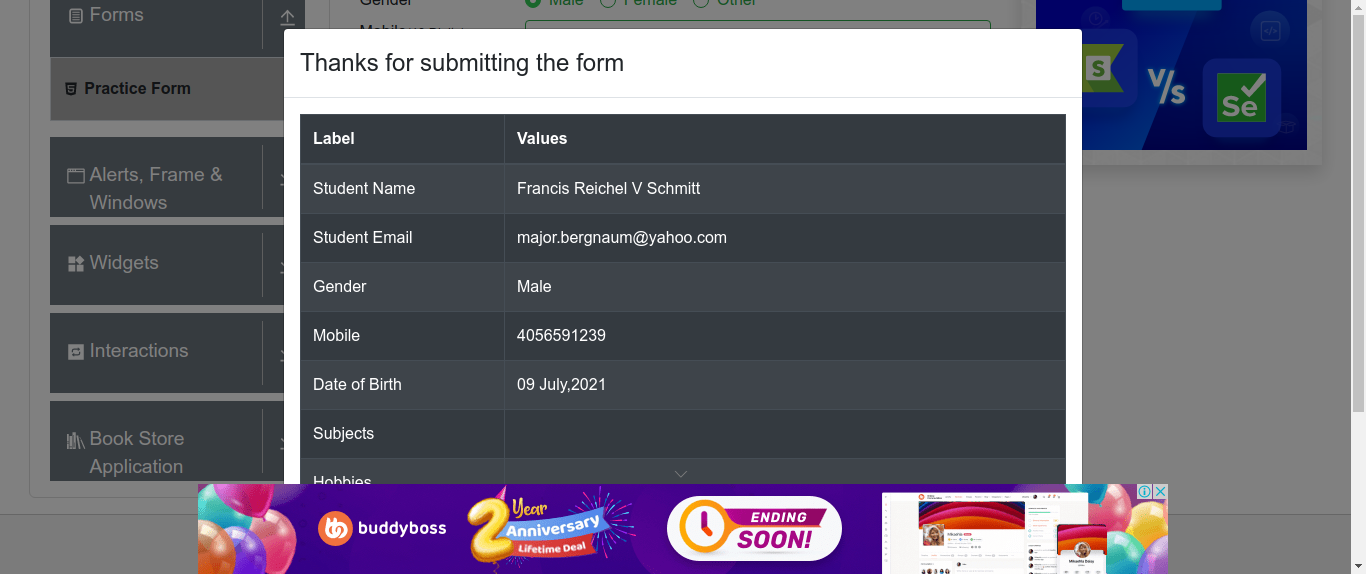 Forms
Gender Male Female Other
Practice Form
Thanks for submitting the form
Label Values
Student Name Francis Reichel V Schmitt
Student Email major.bergnaum@yahoo.com
Gender Male
Mobile 4056591239
Date of Birth 09 July,2021
Subjects
Hobbies
Alerts, Frame &
Windows
Widgets
Interactions
Book Store
Application
S
V/s
Se
buddyboss
2 Year
Anniversary
Lifetime Deal
ENDING
SOON!